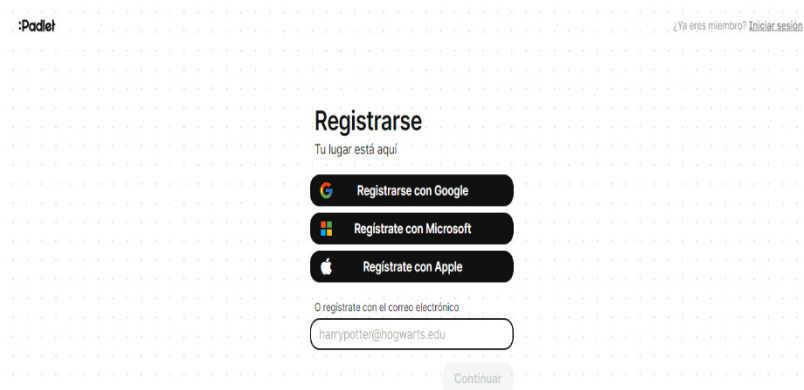 :Padlet
¿Ya eres miembro? Iniciar sesión
Registrarse
Tu lugar está aquí
Registrarse con Google
Regístrate con Microsoft
Regístrate con Apple
O regístrate con el correo electrónico
harrypotter@hogwarts.edu
Continuar